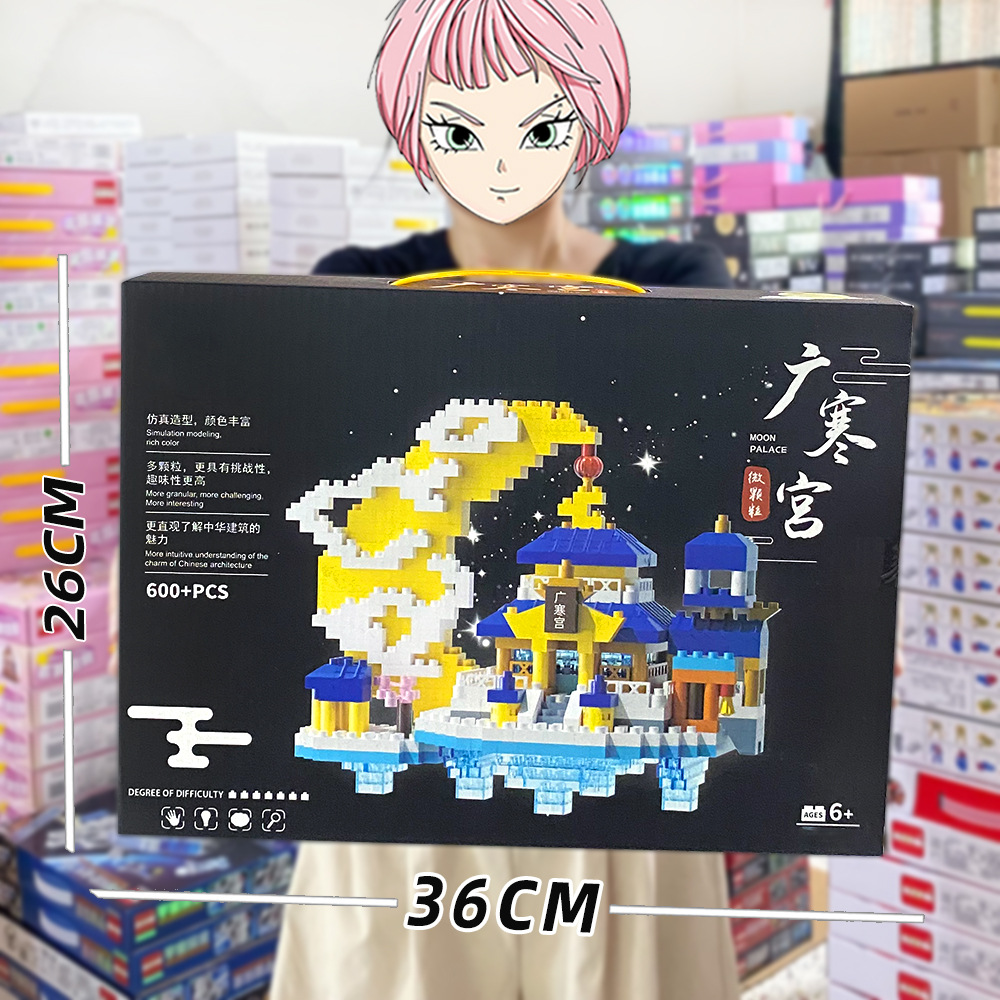 广寒宫
MOON
PALACE
微颗粒
仿真造型，颜色丰富
Simulation modeling,
rich color
多颗粒，更具有挑战性，
趣味性更高
More granular, more challenging,
More interesting
更直观了解中华建筑的
魅力
More intuitive understanding of the
charm of Chinese architecture
600+PCS
广寒宫
DEGREE OF DIFFICULTY
AGES 6+
26CM
36CM